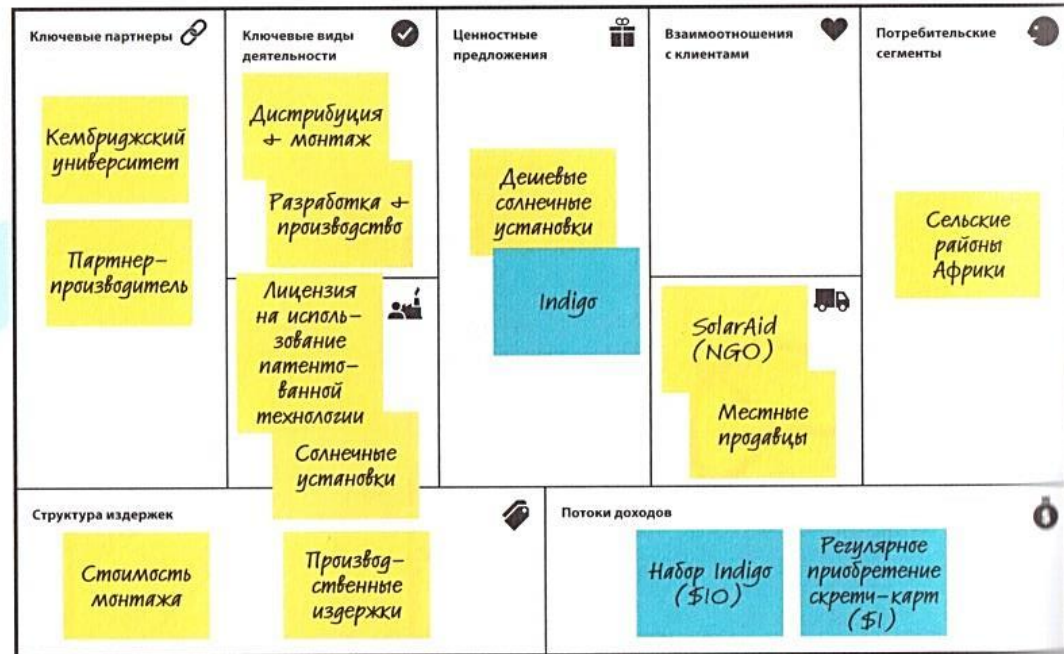 Ключевые партнеры
Кембриджский
университет
Партнер-
производитель
Ключевые виды
деятельности
Дистрибуция
+ монтаж
Разработка +
производство
Лицензия
на исполь-
зование
патенто-
ванной
технологии
Солнечные
установки
Ценностные
предложения
Дешевые
солнечные
установки
Indigo
Взаимоотношения
с клиентами
SolarAid
(NGO)
Местные
продавцы
Потребительские
сегменты
Сельские
районы
Африки
Структура издержек
Стоимость
монтажа
Производ-
ственные
издержки
Потоки доходов
Набор Indigo
($10)
Регулярное
приобретение
скретч-карт
($1)